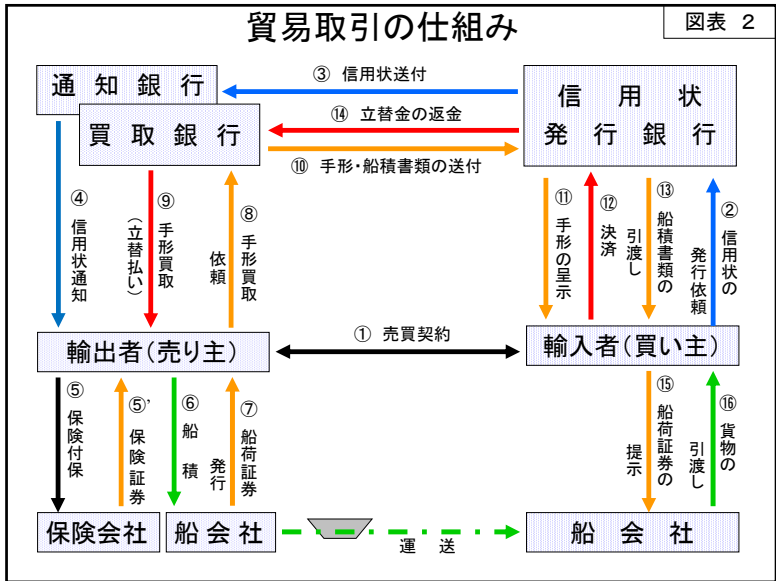 貿易取引の仕組み
図表 2
通知銀行
買取銀行
③ 信用状送付
⑭ 立替金の返金
⑩ 手形・船積書類の送付
信用状
発行銀行
④ 信用状通知
⑨ 手形買取
(立替払い)
⑧ 手形買取
依頼
⑪ 手形の呈示
⑫ 決済
⑬ 船積書類の
引渡し
② 信用状の
発行依頼
輸出者(売り主)
① 売買契約
輸入者(買い主)
⑤ 保険付保
⑤’ 保険証券
⑥ 船積
⑦ 船荷証券
発行
⑮ 船荷証券の
提示
⑯ 貨物の
引渡し
保険会社
船会社
運送
船会社